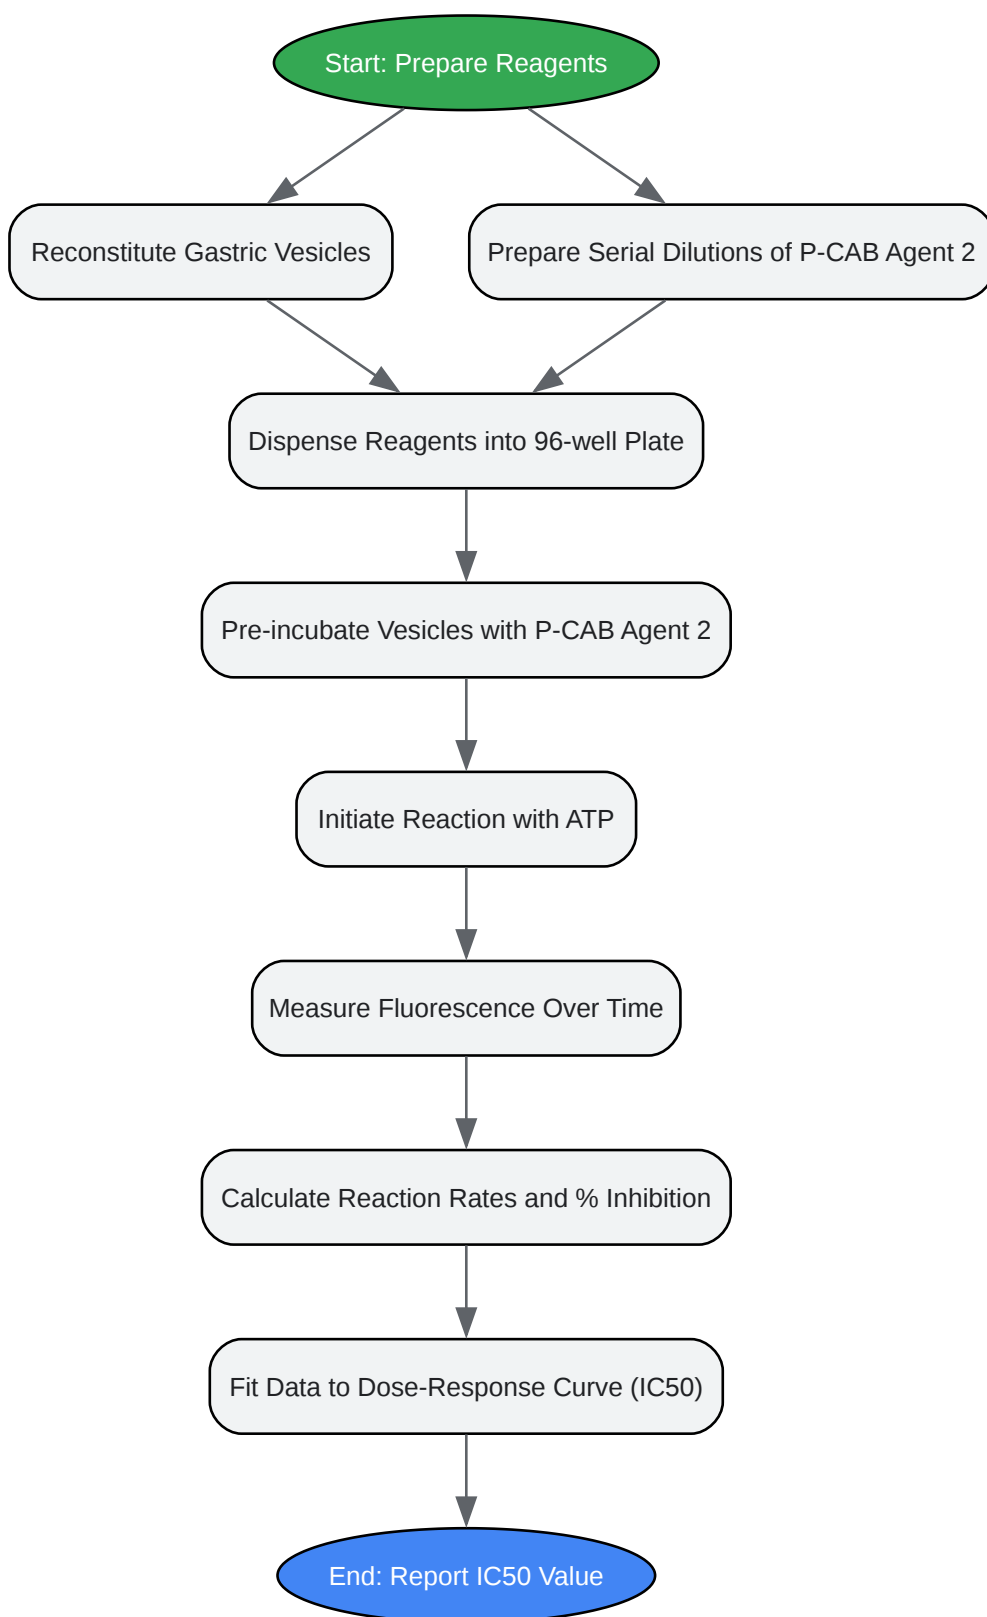 Start: Prepare Reagents
Reconstitute Gastric Vesicles
Prepare Serial Dilutions of P-CAB Agent 2
Dispense Reagents into 96-well Plate
Pre-incubate Vesicles with P-CAB Agent 2
Initiate Reaction with ATP
Measure Fluorescence Over Time
Calculate Reaction Rates and % Inhibition
Fit Data to Dose-Response Curve (IC50)
End: Report IC50 Value